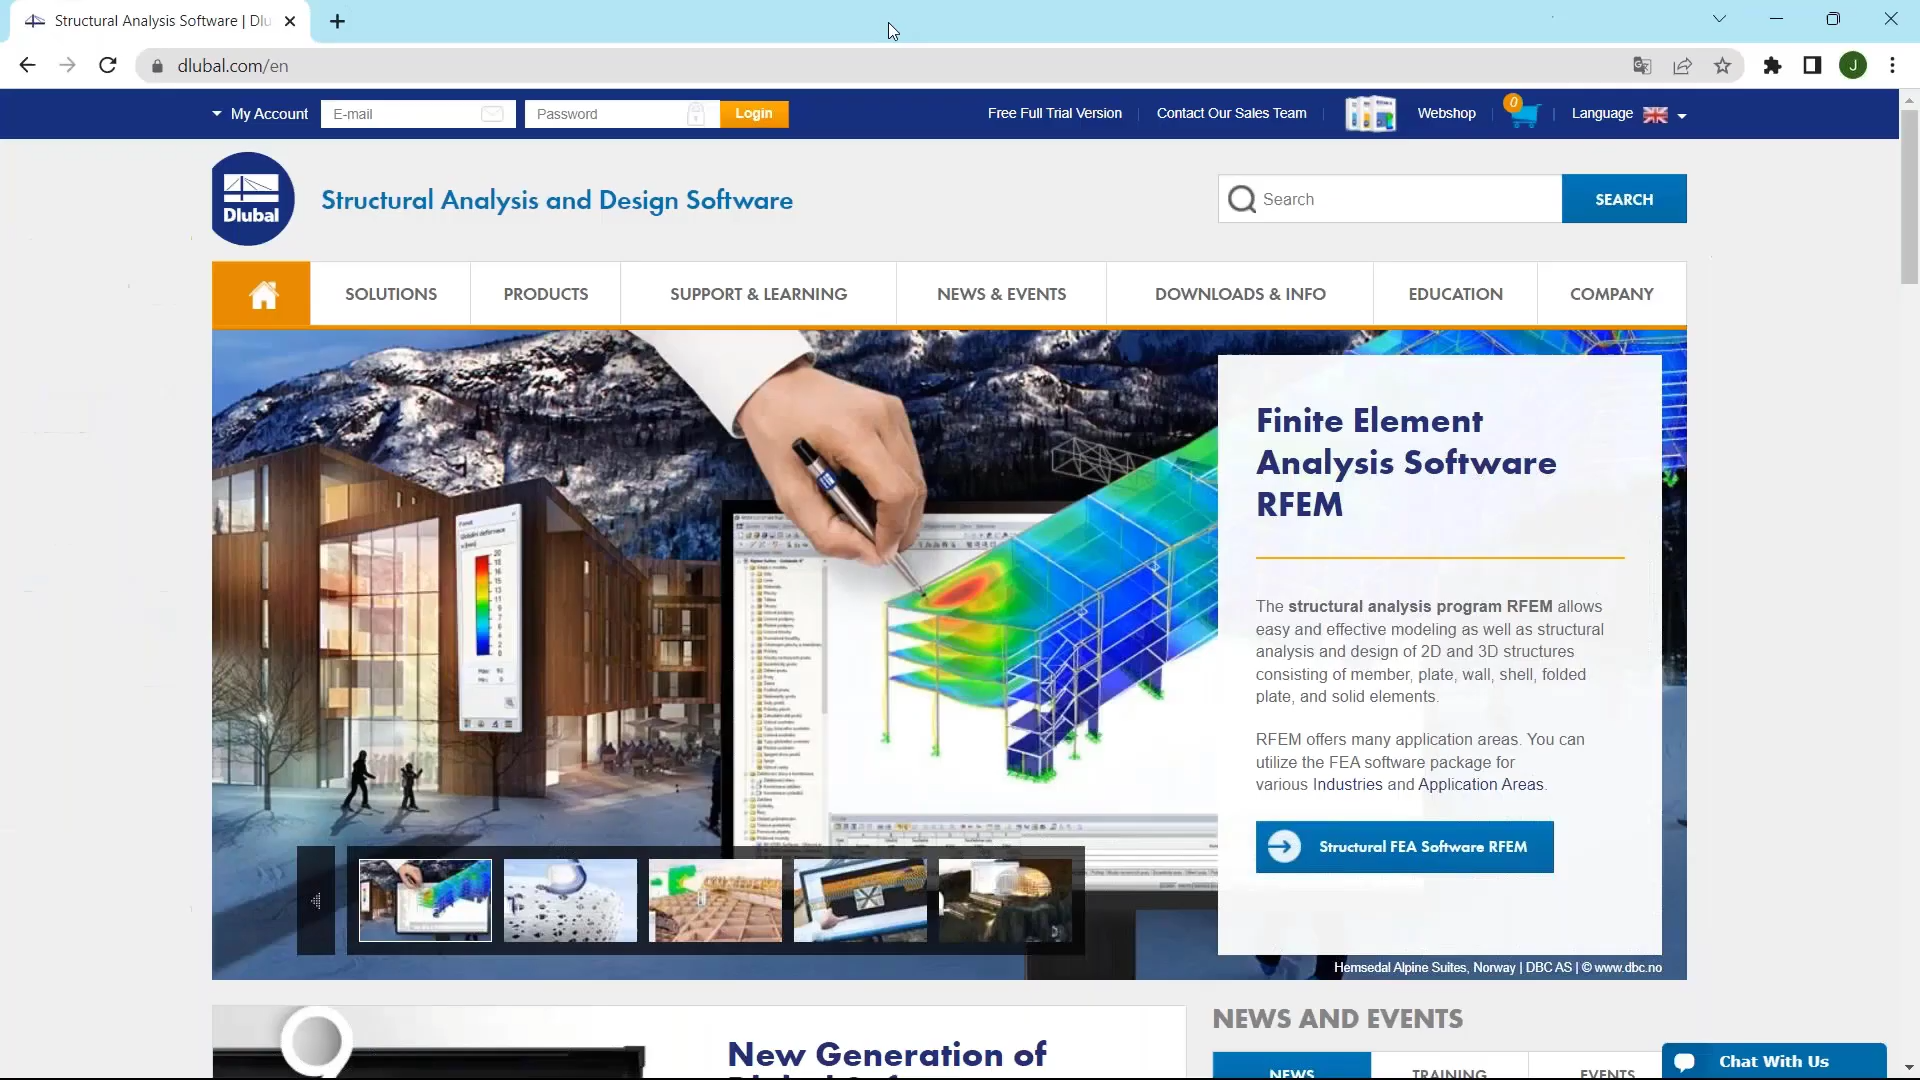 Structural Analysis Software | Dlu
dlubal.com/en
My Account
E-mail
Password
Login
Free Full Trial Version
Contact Our Sales Team
Webshop
0
Language
Dlubal
Structural Analysis and Design Software
Search
SEARCH
SOLUTIONS
PRODUCTS
SUPPORT & LEARNING
NEWS & EVENTS
DOWNLOADS & INFO
EDUCATION
COMPANY
Finite Element
Analysis Software
RFEM
The structural analysis program RFEM allows
easy and effective modeling as well as structural
analysis and design of 2D and 3D structures
consisting of member, plate, wall, shell, folded
plate, and solid elements.
RFEM offers many application areas. You can
utilize the FEA software package for
various Industries and Application Areas.
Structural FEA Software RFEM
Hemsedal Alpine Suites, Norway | DBC AS | © www.dbc.no
New Generation of
NEWS AND EVENTS
NEWS
TRAINING
EVENTS
Chat With Us
J